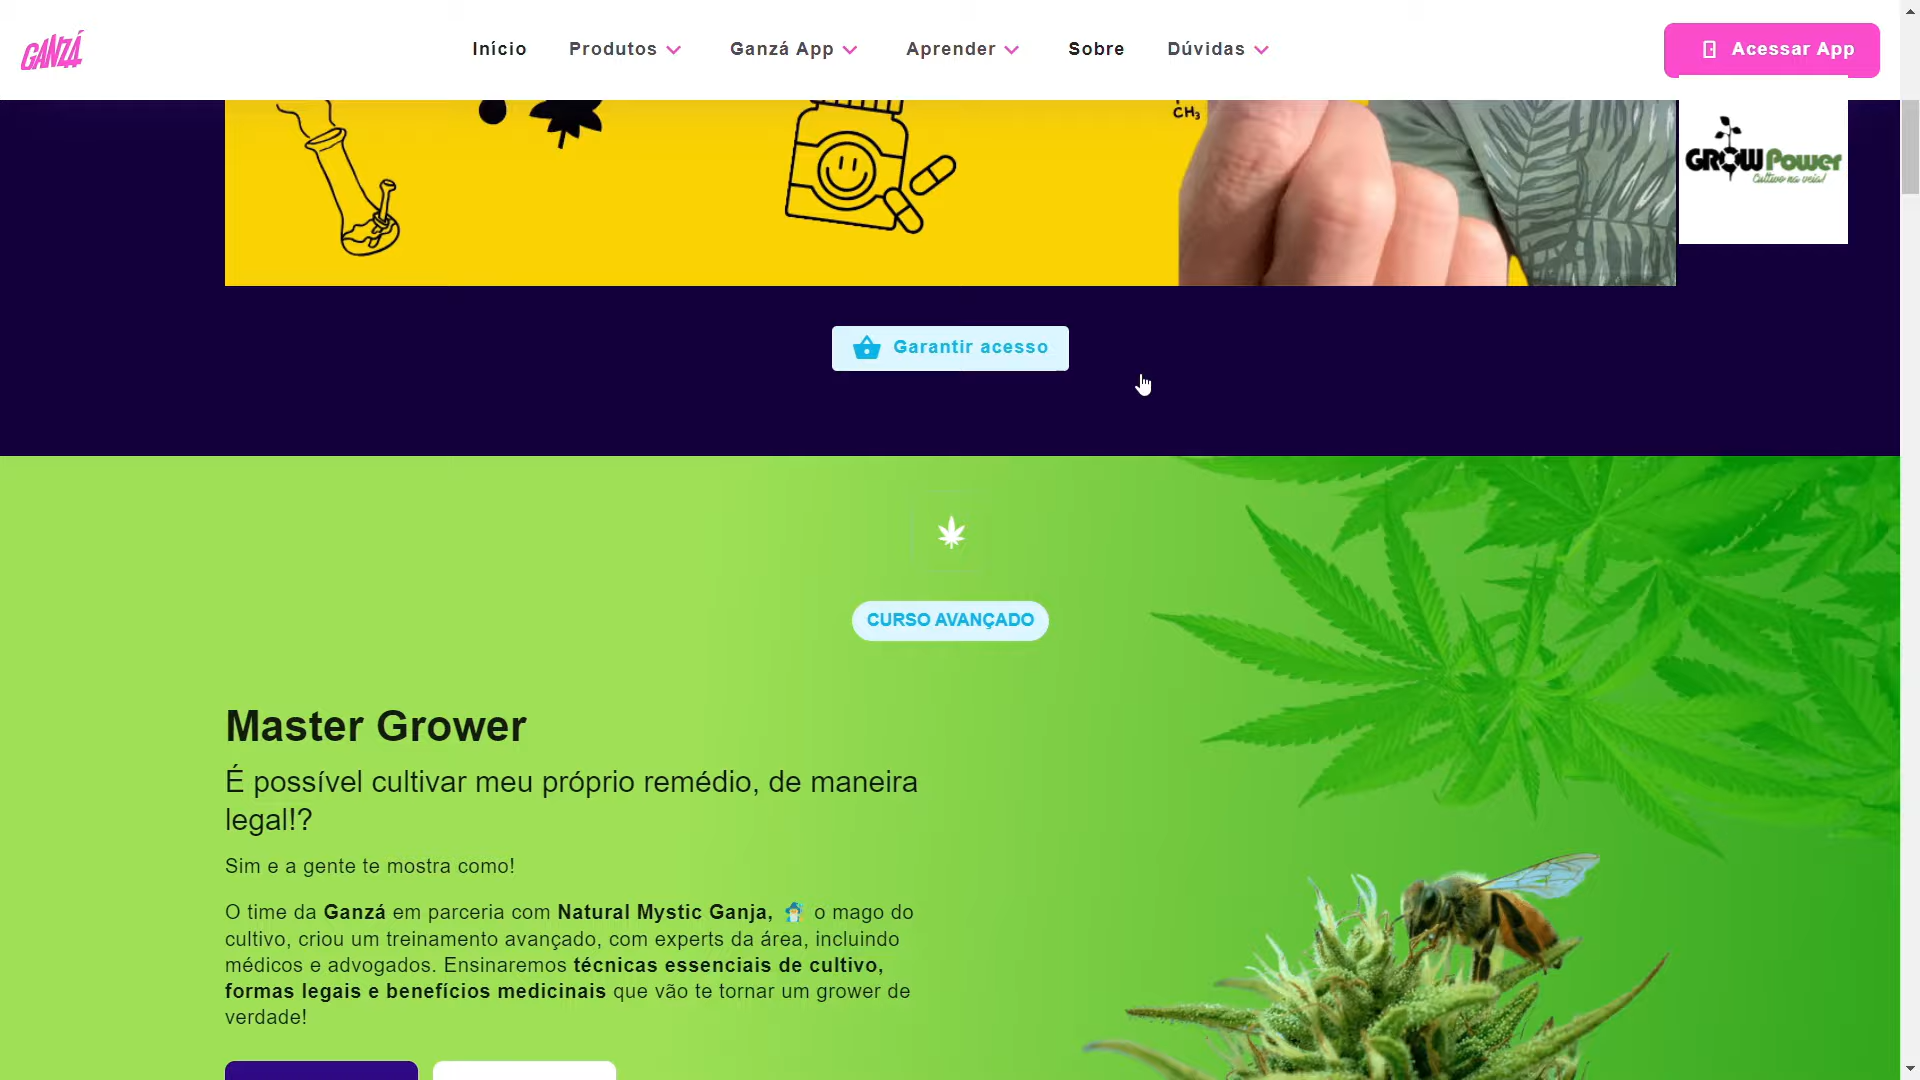 GANZÁ
Início
Produtos
Ganzá App
Aprender
Sobre
Dúvidas
Acessar App
CH₃
GROW Power
Cultivo na veia!
Garantir acesso
CURSO AVANÇADO
Master Grower
É possível cultivar meu próprio remédio, de maneira
legal!?
Sim e a gente te mostra como!
O time da Ganzá em parceria com Natural Mystic Ganja, 🧙‍♂️ o mago do
cultivo, criou um treinamento avançado, com experts da área, incluindo
médicos e advogados. Ensinaremos técnicas essenciais de cultivo,
formas legais e benefícios medicinais que vão te tornar um grower de
verdade!